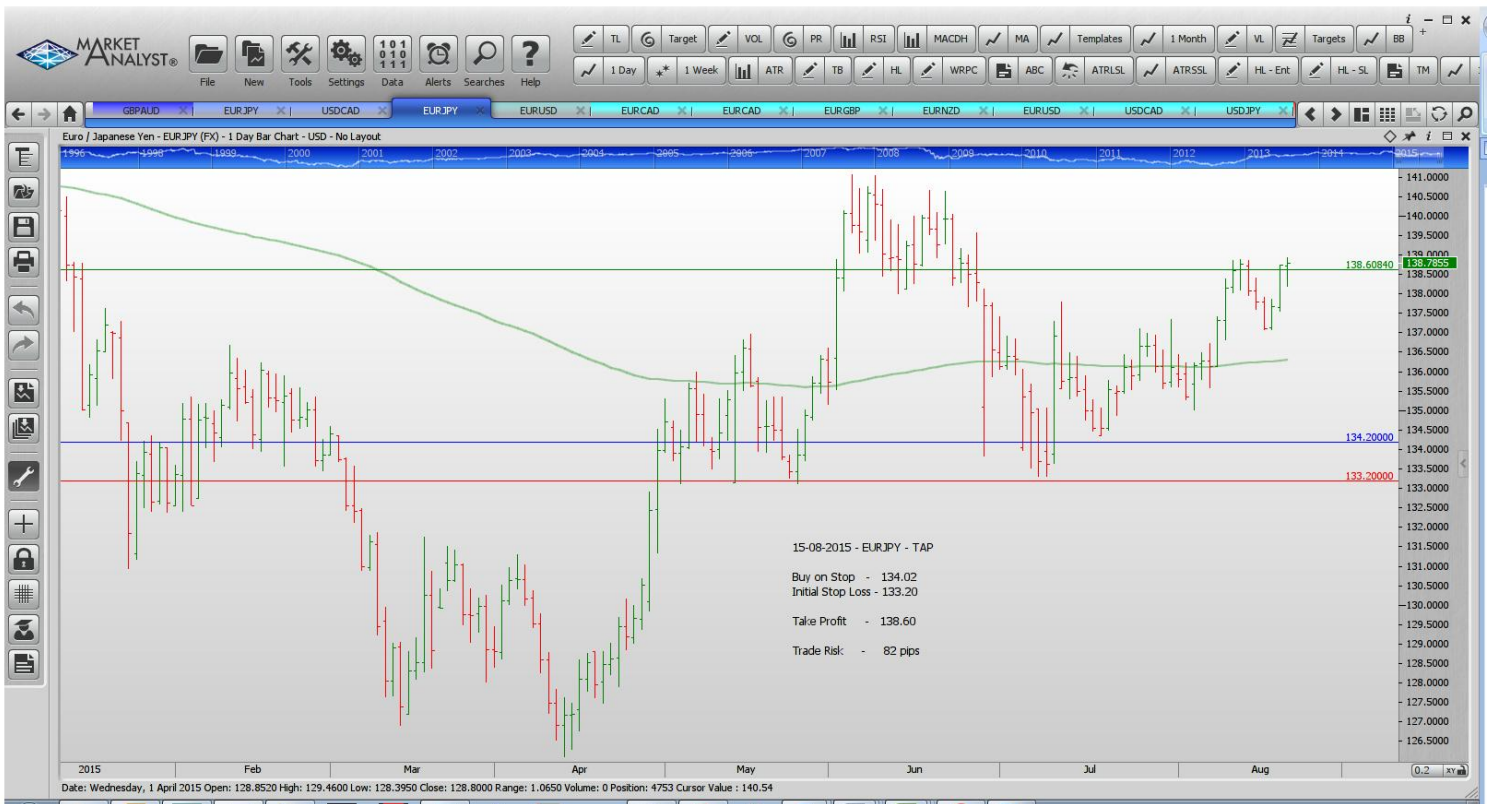 MARKET ANALYST®
File New Tools Settings Data Alerts Searches Help
TL Target VOL PR RSI MACDH MA Templates 1 Month VL Targets BB
1 Day 1 Week ATR TB HL WRPC ABC ATRLSL ATRSSL HL - Ent HL - SL TM
GBPAUD EURJPY USDCAD EURJPY EURUSD EURCAD EURCAD EURGBP EURNZD EURUSD USDCAD USDJPY
Euro / Japanese Yen - EURJPY (FX) - 1 Day Bar Chart - USD - No Layout
1996 1998 1999 2000 2001 2002 2003 2004 2005 2006 2007 2008 2009 2010 2011 2012 2013 2014 2015
141.0000
140.5000
140.0000
139.5000
139.0000
138.60840 138.7855
138.5000
138.0000
137.5000
137.0000
136.5000
136.0000
135.5000
135.0000
134.5000
134.20000
134.0000
133.5000
133.20000
133.0000
132.5000
132.0000
131.5000
131.0000
130.5000
130.0000
129.5000
129.0000
128.5000
128.0000
127.5000
127.0000
126.5000
15-08-2015 - EURJPY - TAP
Buy on Stop - 134.02
Initial Stop Loss - 133.20
Take Profit - 138.60
Trade Risk - 82 pips
2015 Feb Mar Apr May Jun Jul Aug
0.2 XY
Date: Wednesday, 1 April 2015 Open: 128.8520 High: 129.4600 Low: 128.3950 Close: 128.8000 Range: 1.0650 Volume: 0 Position: 4753 Cursor Value : 140.54